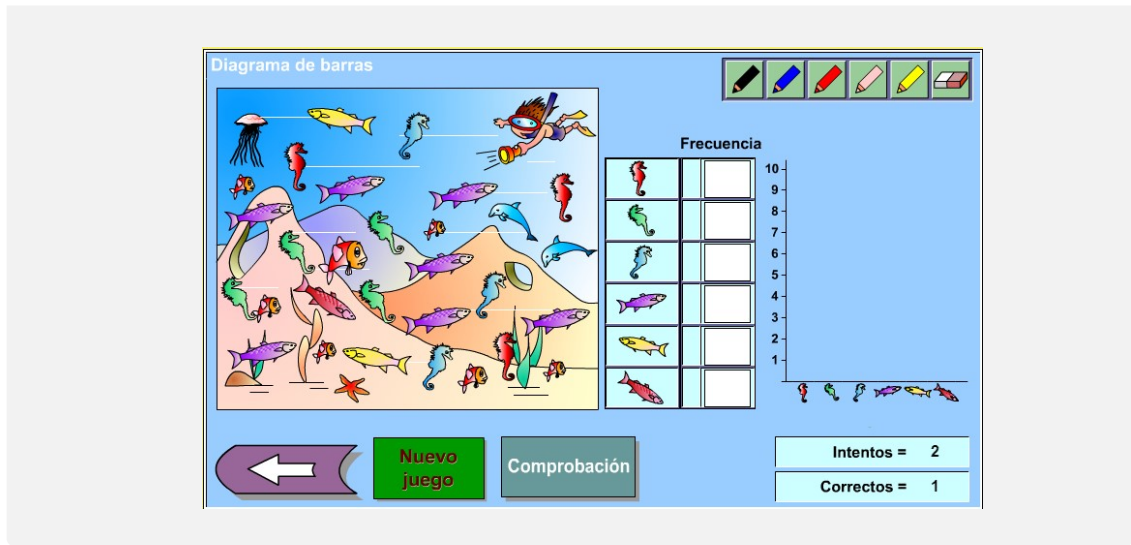 Diagrama de barras
Frecuencia
10
9
8
7
6
5
4
3
2
1
Nuevo
juego
Comprobación
Intentos = 2
Correctos = 1